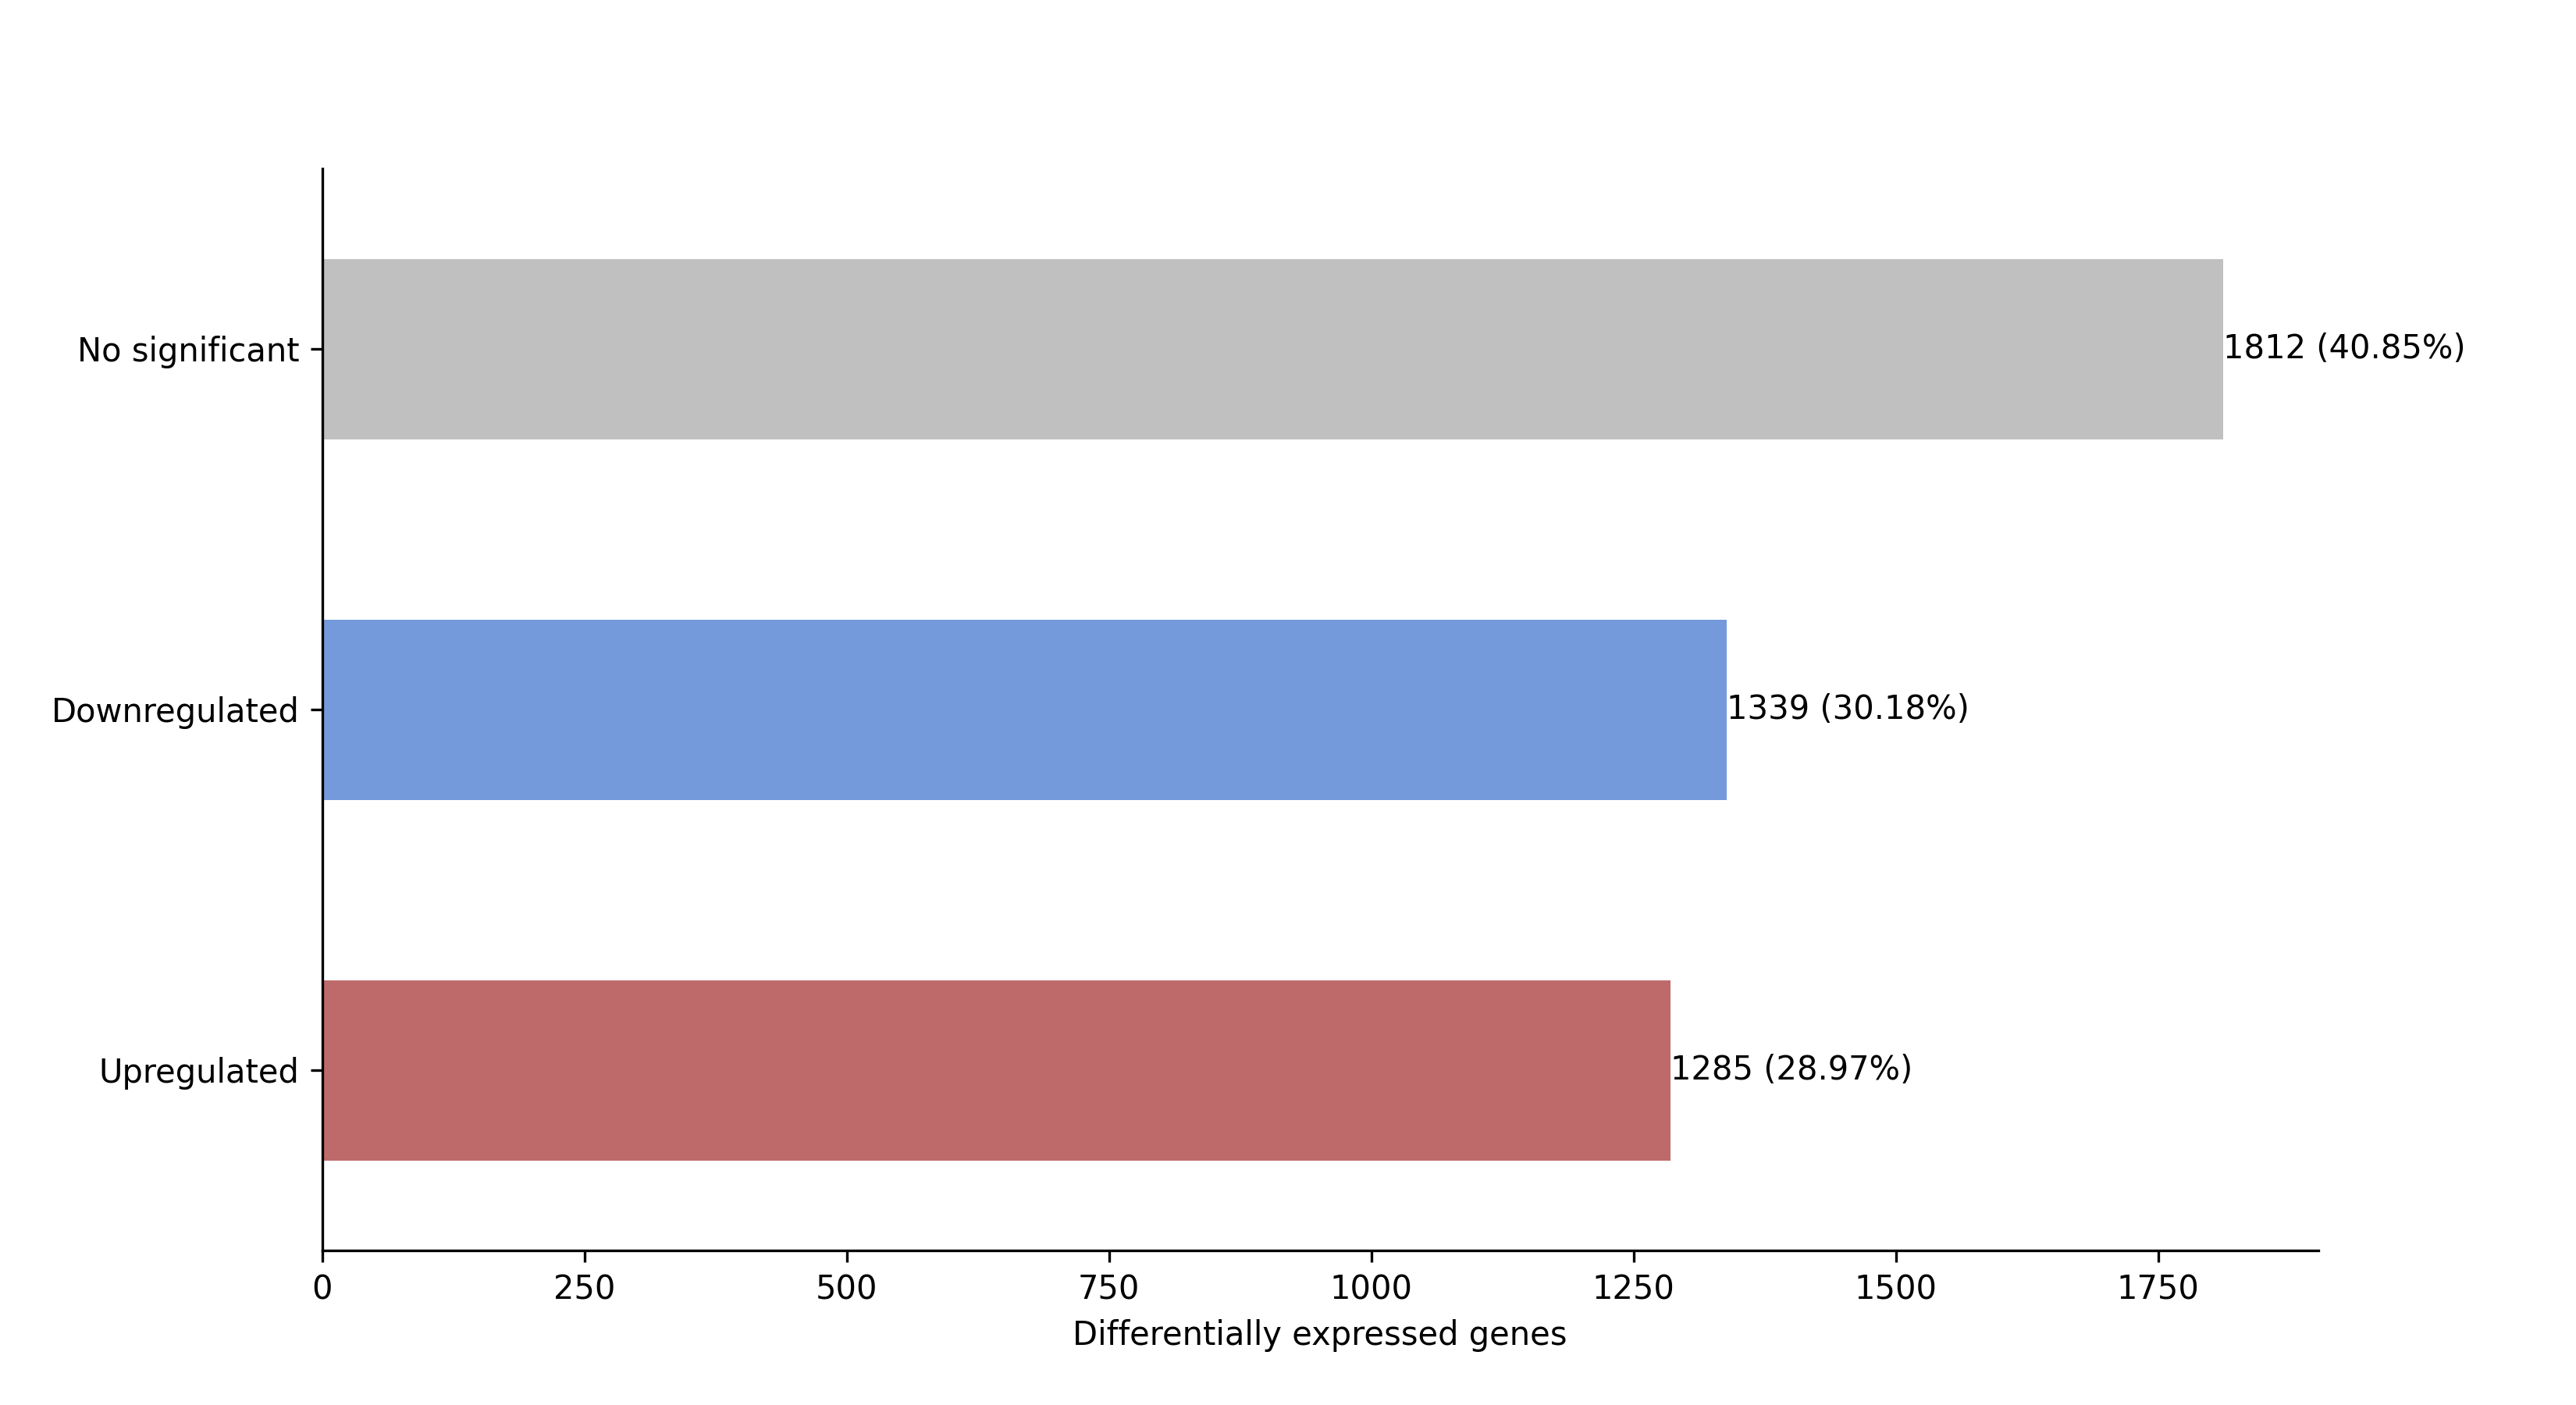 No significant
1812 (40.85%)
Downregulated
1339 (30.18%)
Upregulated
1285 (28.97%)
0 250 500 750 1000 1250 1500 1750
Differentially expressed genes